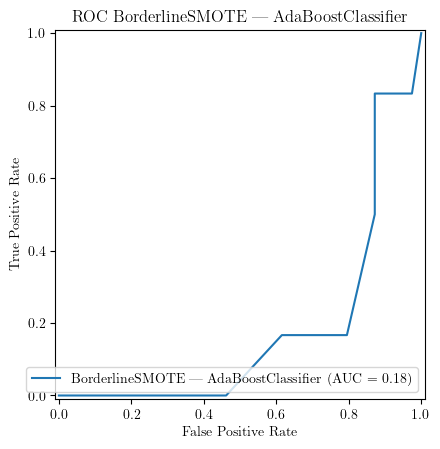 ROC BorderlineSMOTE — AdaBoostClassifier
1.0
0.8
0.6
0.4
0.2
0.0
True Positive Rate
BorderlineSMOTE — AdaBoostClassifier (AUC = 0.18)
0.0 0.2 0.4 0.6 0.8 1.0
False Positive Rate